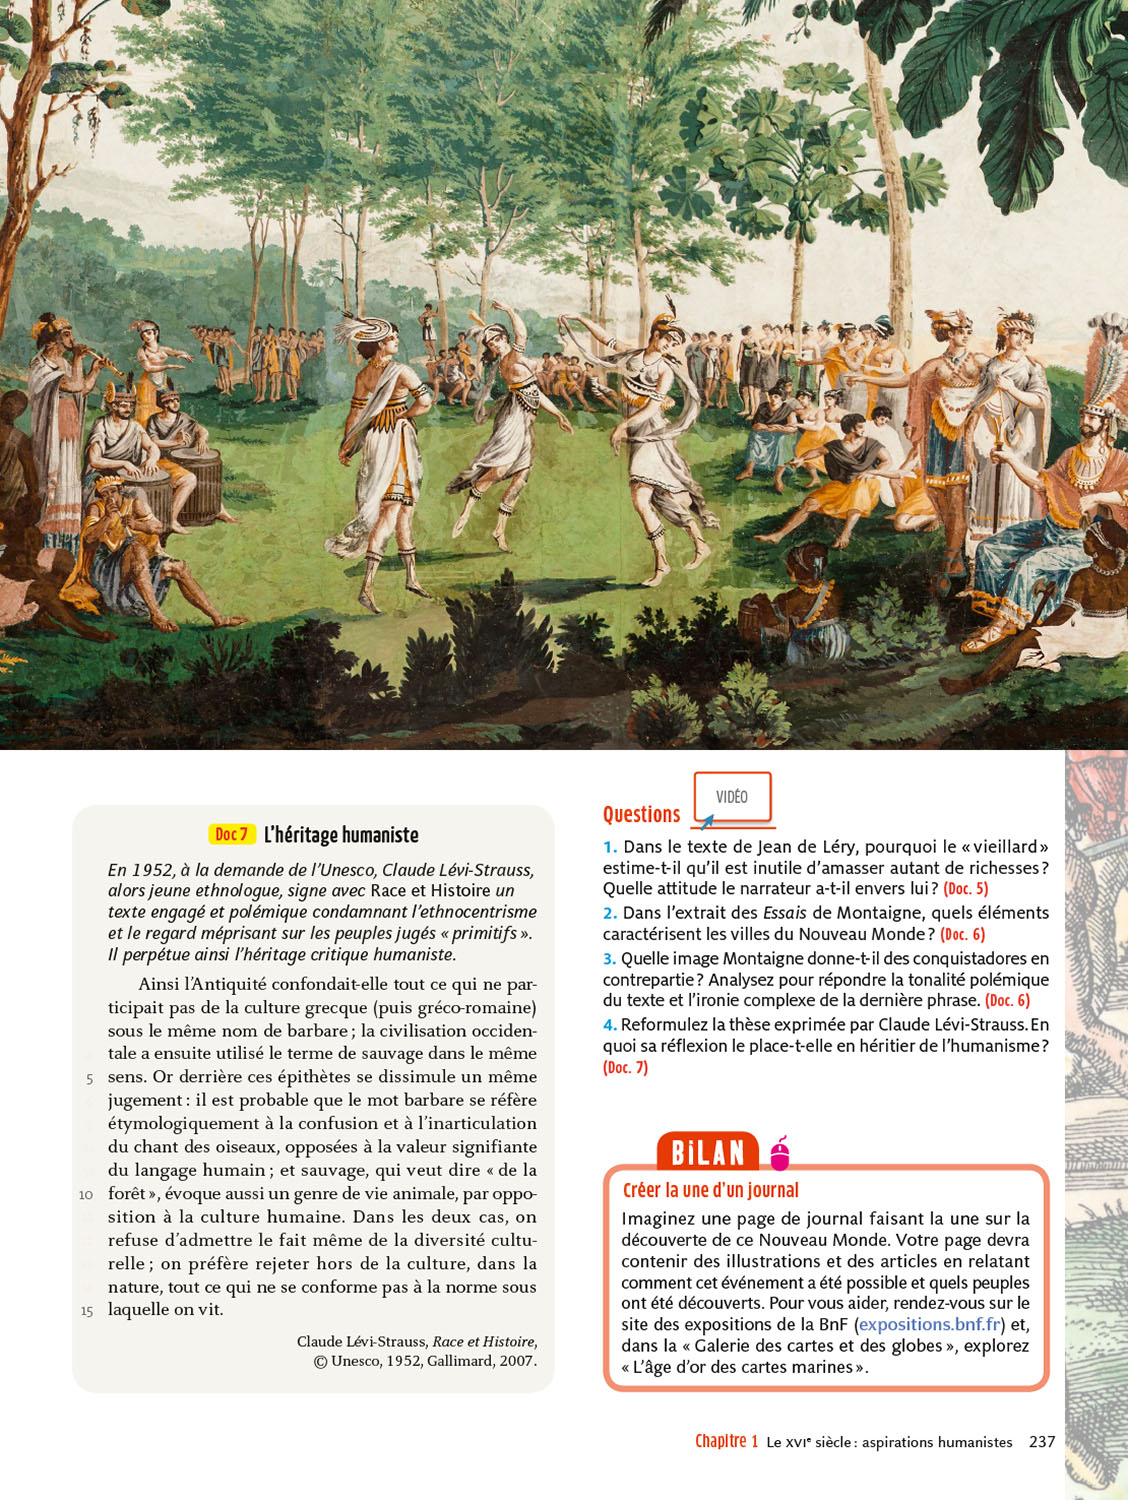 Doc 7 L'héritage humaniste
En 1952, à la demande de l'Unesco, Claude Lévi-Strauss,
alors jeune ethnologue, signe avec Race et Histoire un
texte engagé et polémique condamnant l'ethnocentrisme
et le regard méprisant sur les peuples jugés « primitifs ».
Il perpétue ainsi l'héritage critique humaniste.
Ainsi l'Antiquité confondait-elle tout ce qui ne par-
ticipait pas de la culture grecque (puis gréco-romaine)
sous le même nom de barbare ; la civilisation occiden-
tale a ensuite utilisé le terme de sauvage dans le même
5 sens. Or derrière ces épithètes se dissimule un même
jugement : il est probable que le mot barbare se réfère
étymologiquement à la confusion et à l'inarticulation
du chant des oiseaux, opposées à la valeur signifiante
du langage humain ; et sauvage, qui veut dire « de la
10 forêt », évoque aussi un genre de vie animale, par oppo-
sition à la culture humaine. Dans les deux cas, on
refuse d'admettre le fait même de la diversité cultu-
relle ; on préfère rejeter hors de la culture, dans la
nature, tout ce qui ne se conforme pas à la norme sous
15 laquelle on vit.
Claude Lévi-Strauss, Race et Histoire,
© Unesco, 1952, Gallimard, 2007.
Questions
VIDÉO
1. Dans le texte de Jean de Léry, pourquoi le « vieillard »
estime-t-il qu'il est inutile d'amasser autant de richesses ?
Quelle attitude le narrateur a-t-il envers lui ? (Doc. 5)
2. Dans l'extrait des Essais de Montaigne, quels éléments
caractérisent les villes du Nouveau Monde ? (Doc. 6)
3. Quelle image Montaigne donne-t-il des conquistadores en
contrepartie ? Analysez pour répondre la tonalité polémique
du texte et l'ironie complexe de la dernière phrase. (Doc. 6)
4. Reformulez la thèse exprimée par Claude Lévi-Strauss. En
quoi sa réflexion le place-t-elle en héritier de l'humanisme ?
(Doc. 7)
BiLAN
Créer la une d'un journal
Imaginez une page de journal faisant la une sur la
découverte de ce Nouveau Monde. Votre page devra
contenir des illustrations et des articles en relatant
comment cet événement a été possible et quels peuples
ont été découverts. Pour vous aider, rendez-vous sur le
site des expositions de la BnF (expositions.bnf.fr) et,
dans la « Galerie des cartes et des globes », explorez
« L'âge d'or des cartes marines ».
Chapitre 1 Le XVIe siècle : aspirations humanistes 237